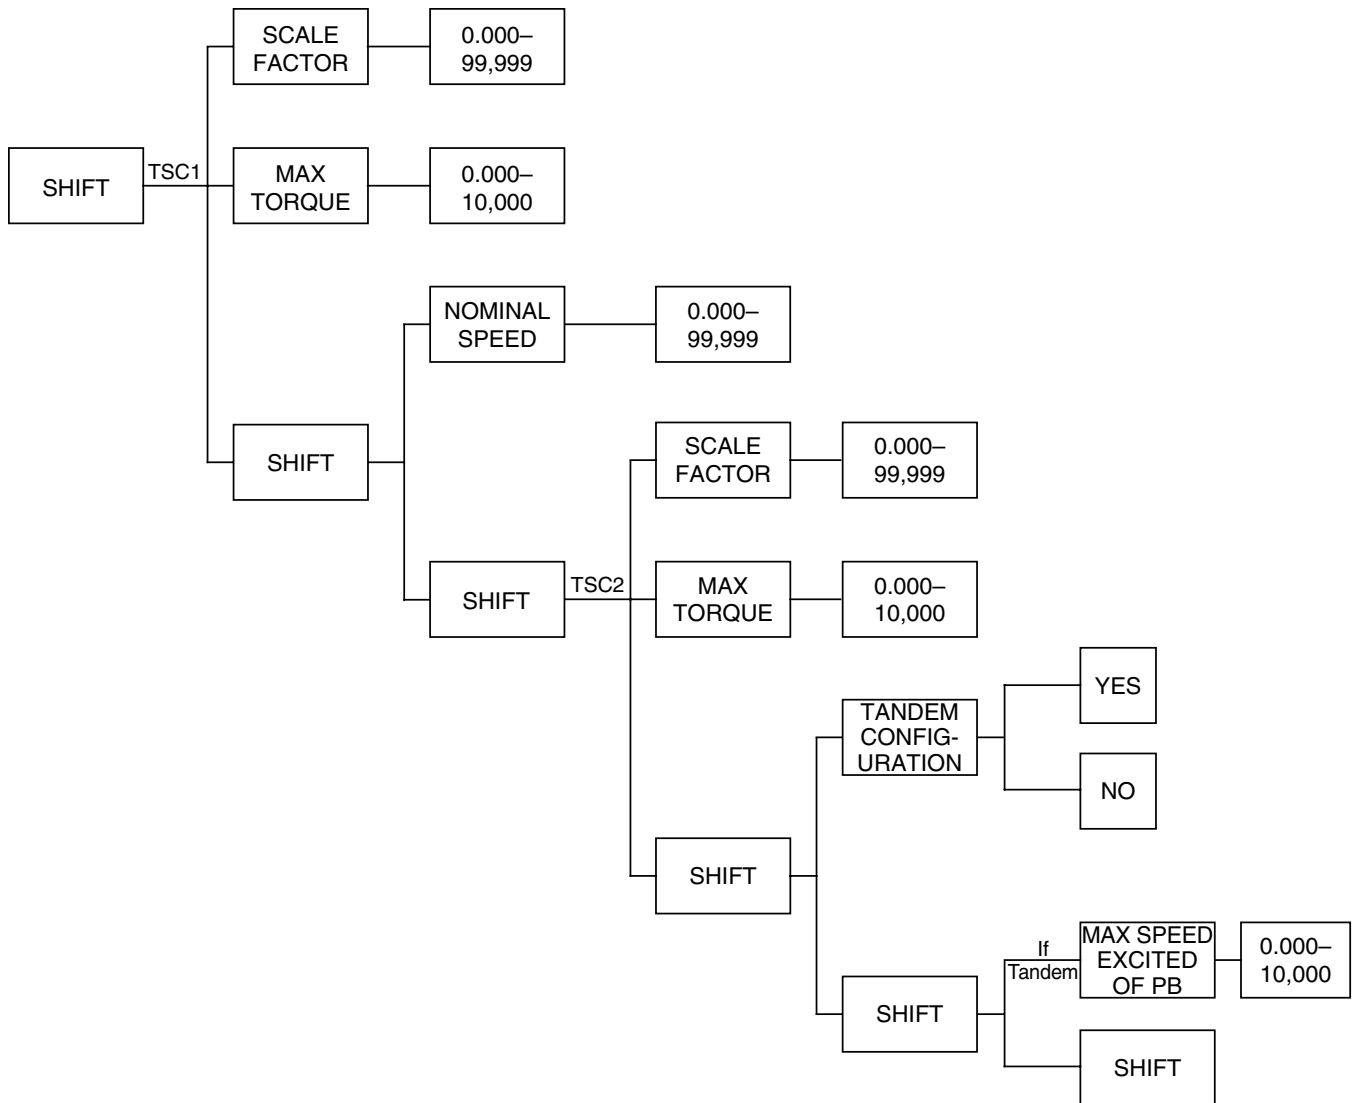 SCALE
FACTOR
0.000–
99,999
SHIFT
TSC1
MAX
TORQUE
0.000–
10,000
NOMINAL
SPEED
0.000–
99,999
SHIFT
SCALE
FACTOR
0.000–
99,999
SHIFT
TSC2
MAX
TORQUE
0.000–
10,000
TANDEM
CONFIG-
URATION
YES
NO
SHIFT
If
Tandem
MAX SPEED
EXCITED
OF PB
0.000–
10,000
SHIFT
SHIFT